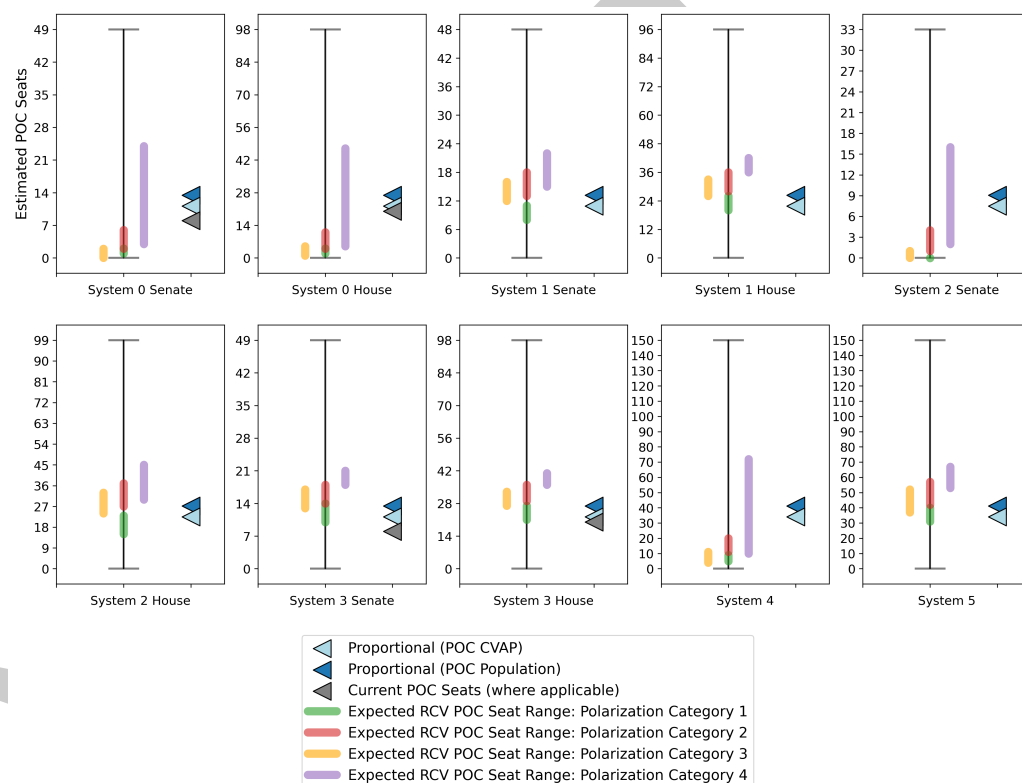 Estimated POC Seats
49 42 35 28 21 14 7 0
System 0 Senate
98 84 70 56 42 28 14 0
System 0 House
48 42 36 30 24 18 12 6 0
System 1 Senate
96 84 72 60 48 36 24 12 0
System 1 House
33 30 27 24 21 18 15 12 9 6 3 0
System 2 Senate
99 90 81 72 63 54 45 36 27 18 9 0
System 2 House
49 42 35 28 21 14 7 0
System 3 Senate
98 84 70 56 42 28 14 0
System 3 House
150 140 130 120 110 100 90 80 70 60 50 40 30 20 10 0
System 4
150 140 130 120 110 100 90 80 70 60 50 40 30 20 10 0
System 5
Proportional (POC CVAP)
Proportional (POC Population)
Current POC Seats (where applicable)
Expected RCV POC Seat Range: Polarization Category 1
Expected RCV POC Seat Range: Polarization Category 2
Expected RCV POC Seat Range: Polarization Category 3
Expected RCV POC Seat Range: Polarization Category 4